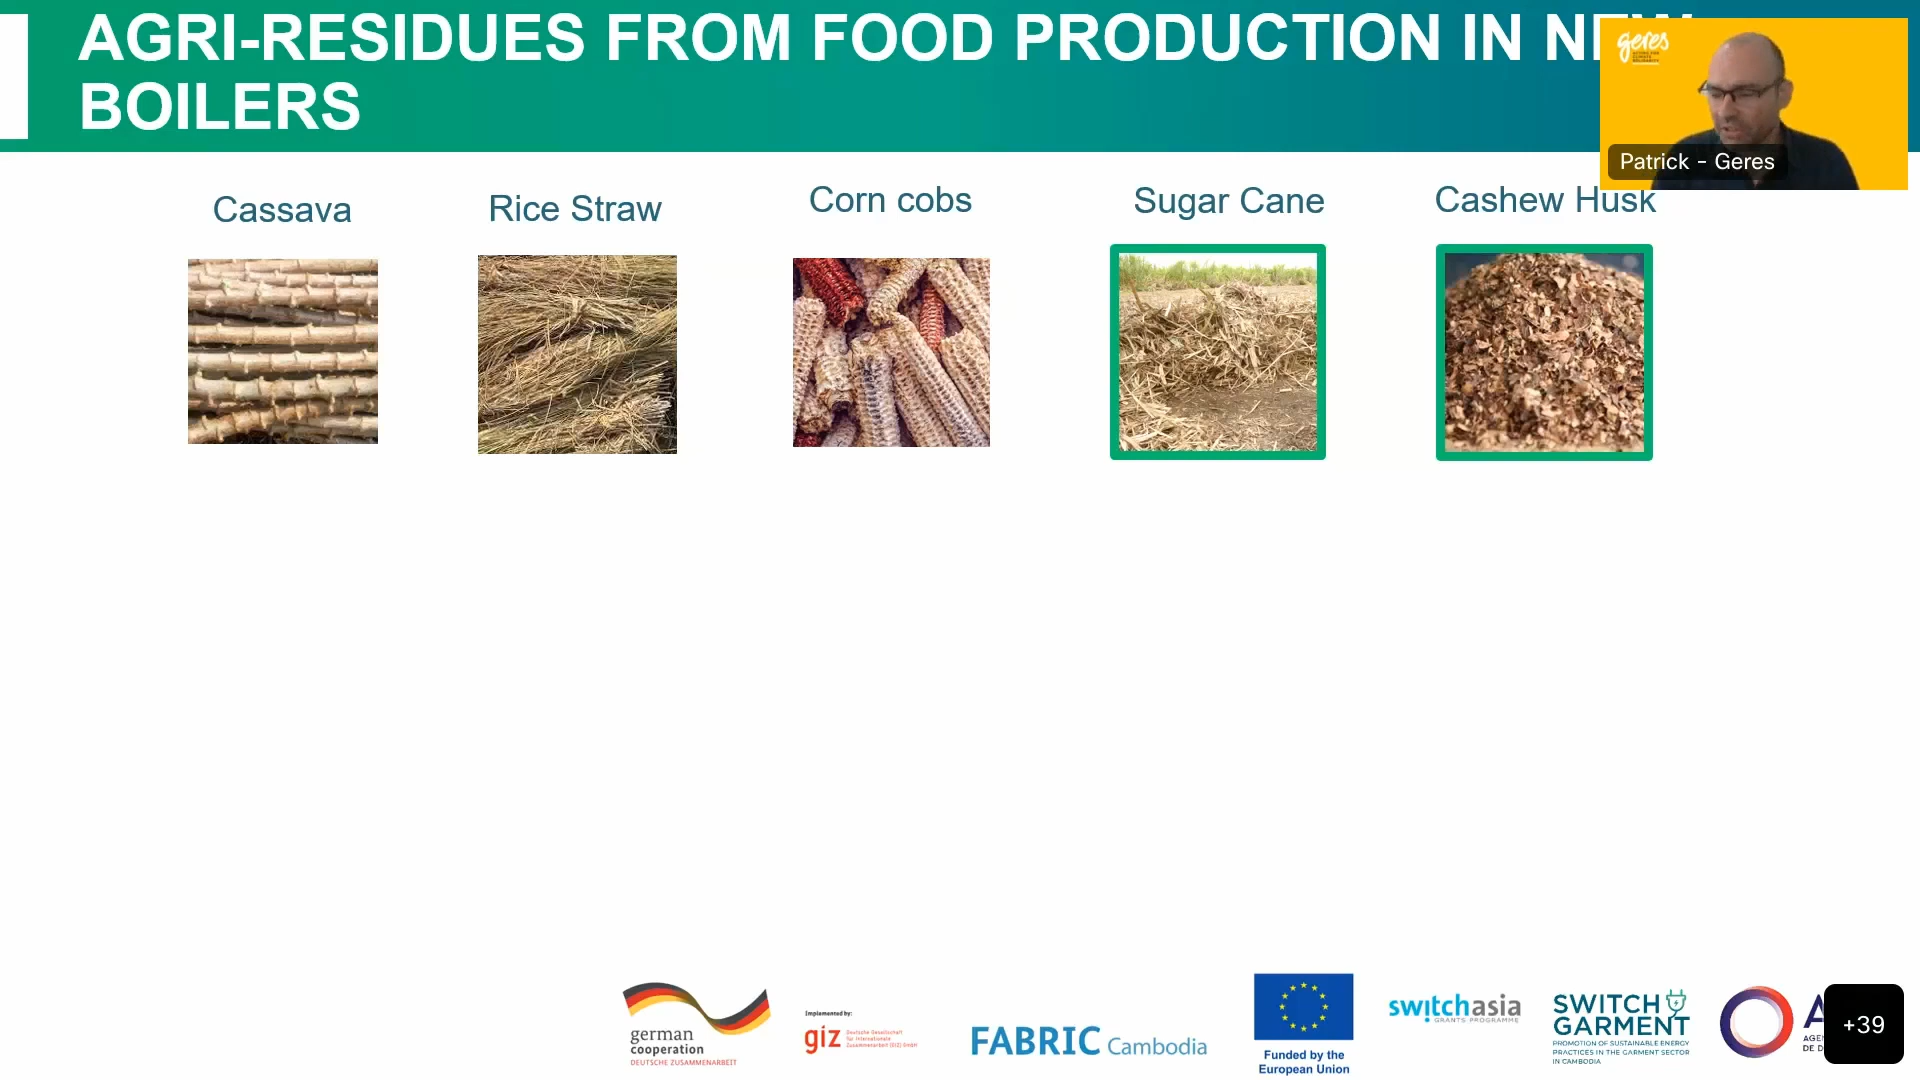 AGRI-RESIDUES FROM FOOD PRODUCTION IN NEW
BOILERS
geres
Patrick - Geres
Cassava
Rice Straw
Corn cobs
Sugar Cane
Cashew Husk
german
cooperation
DEUTSCHE ZUSAMMENARBEIT
Implemented by:
giz
Deutsche Gesellschaft
für Internationale
Zusammenarbeit (GIZ) GmbH
FABRIC Cambodia
Funded by the
European Union
switchasia
GRANTS PROGRAMME
SWITCH
GARMENT
PROMOTION OF SUSTAINABLE ENERGY
PRACTICES IN THE GARMENT SECTOR
IN CAMBODIA
+39